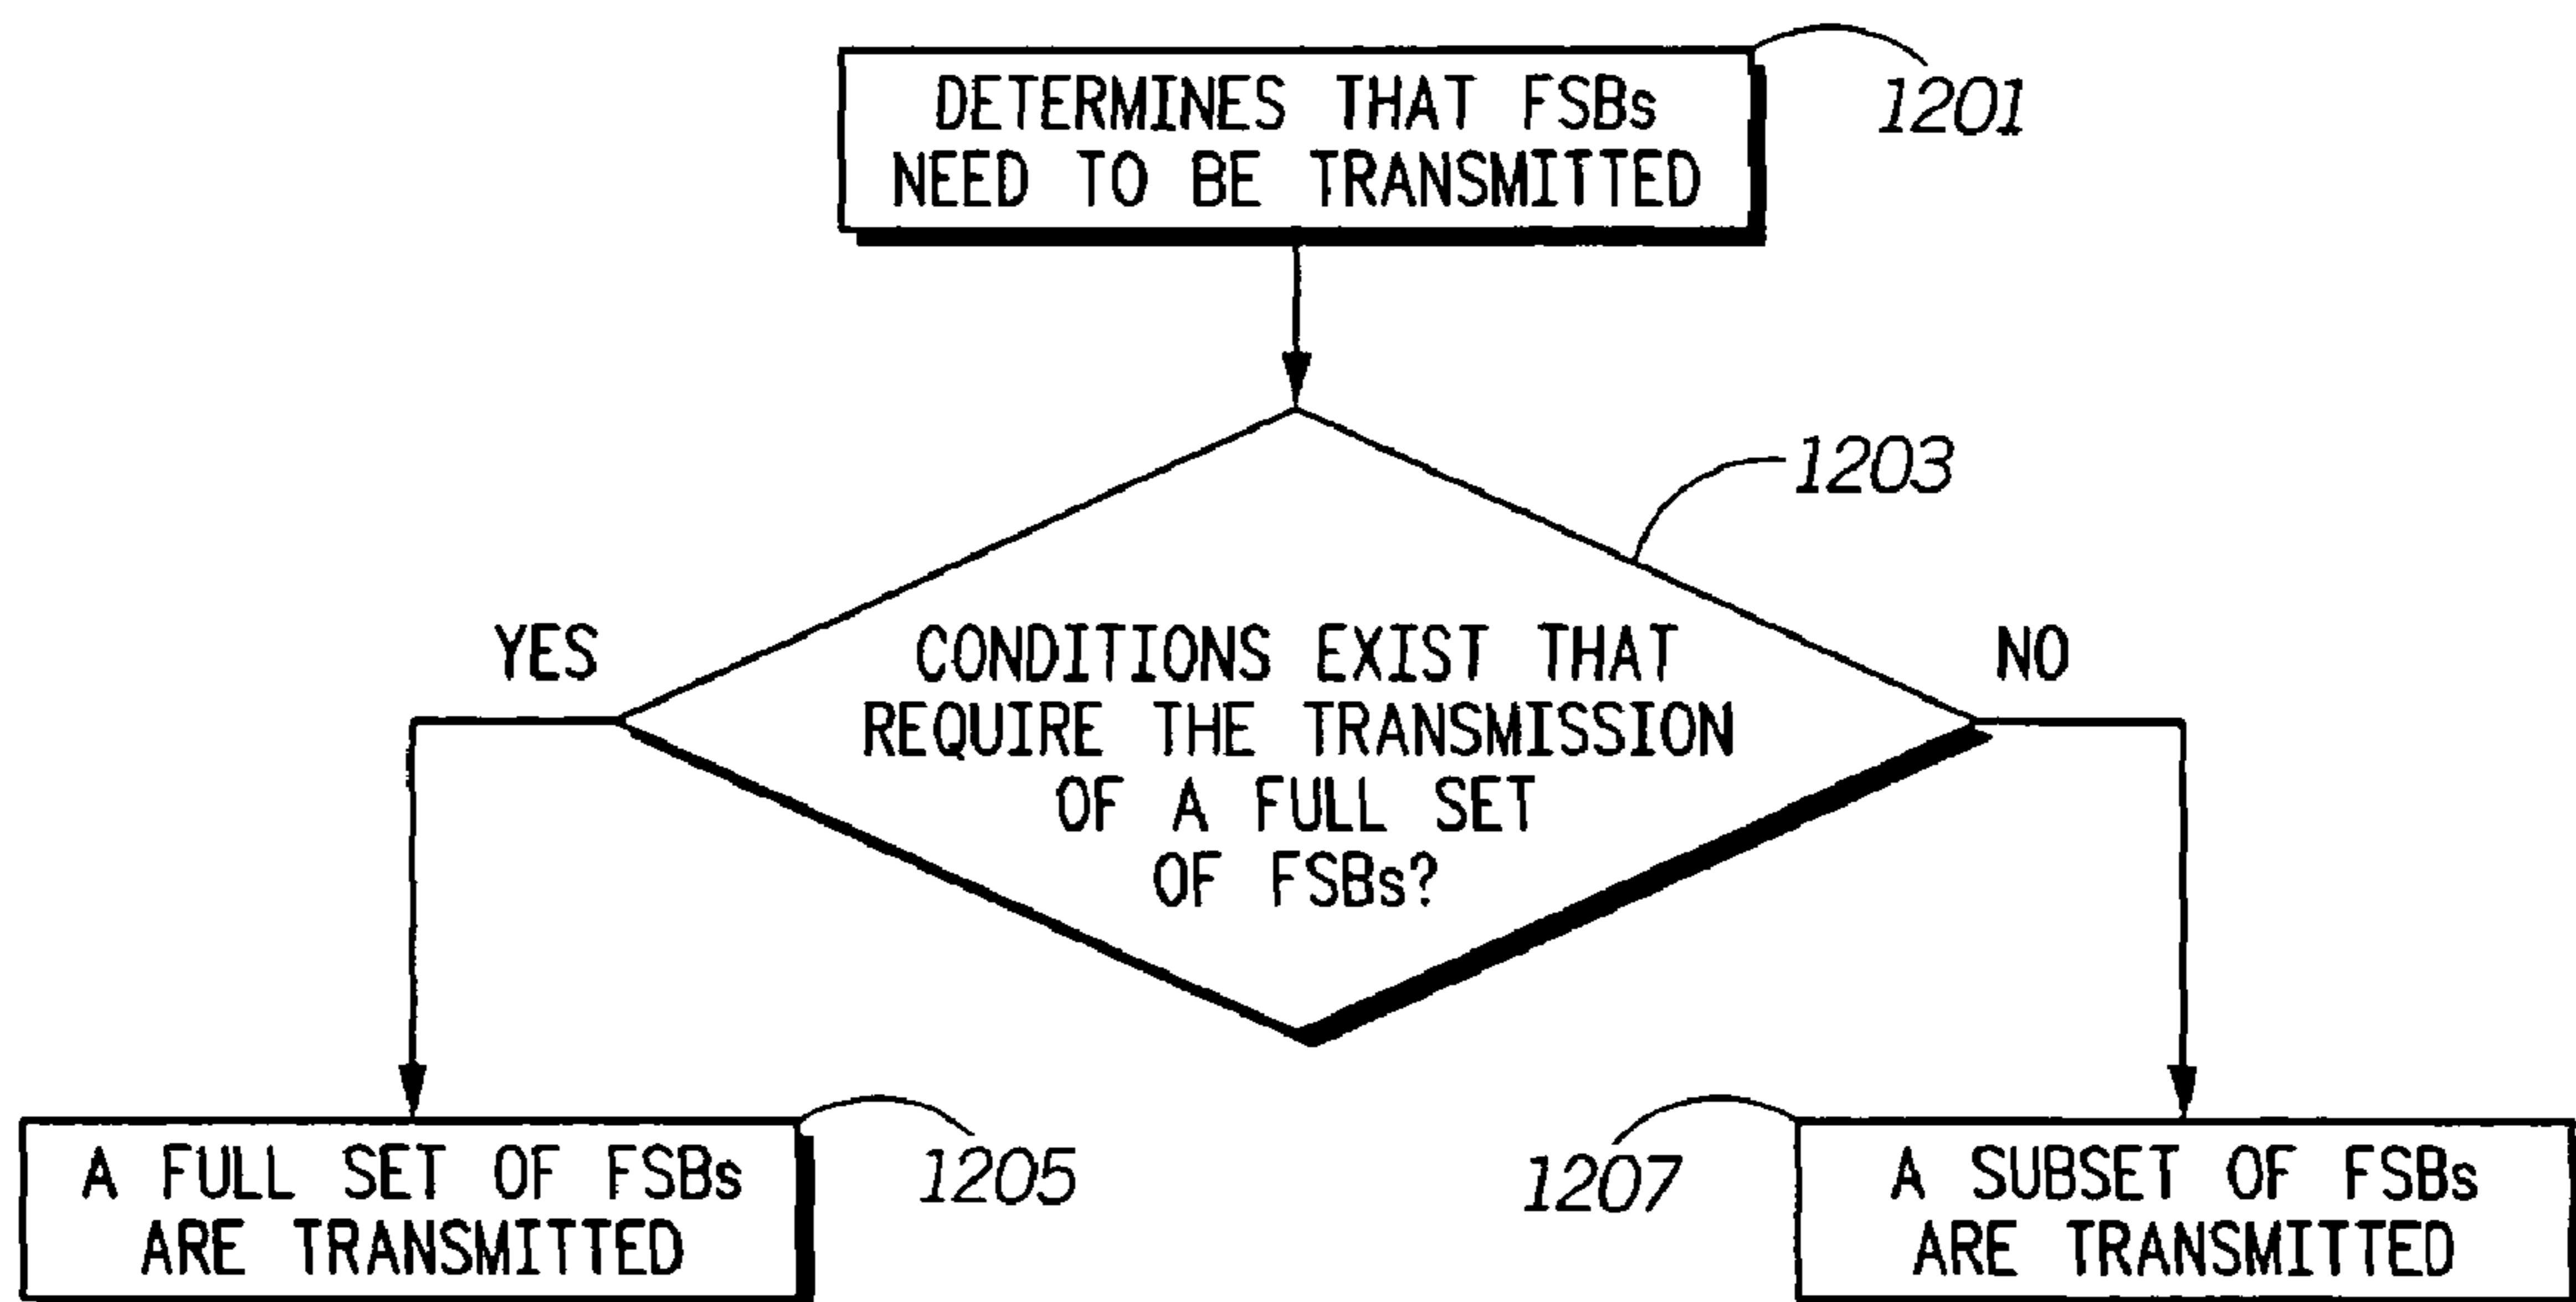 DETERMINES THAT FSBs
NEED TO BE TRANSMITTED
1201
1203
YES
CONDITIONS EXIST THAT
REQUIRE THE TRANSMISSION
OF A FULL SET
OF FSBs?
NO
A FULL SET OF FSBs
ARE TRANSMITTED
1205
1207
A SUBSET OF FSBs
ARE TRANSMITTED